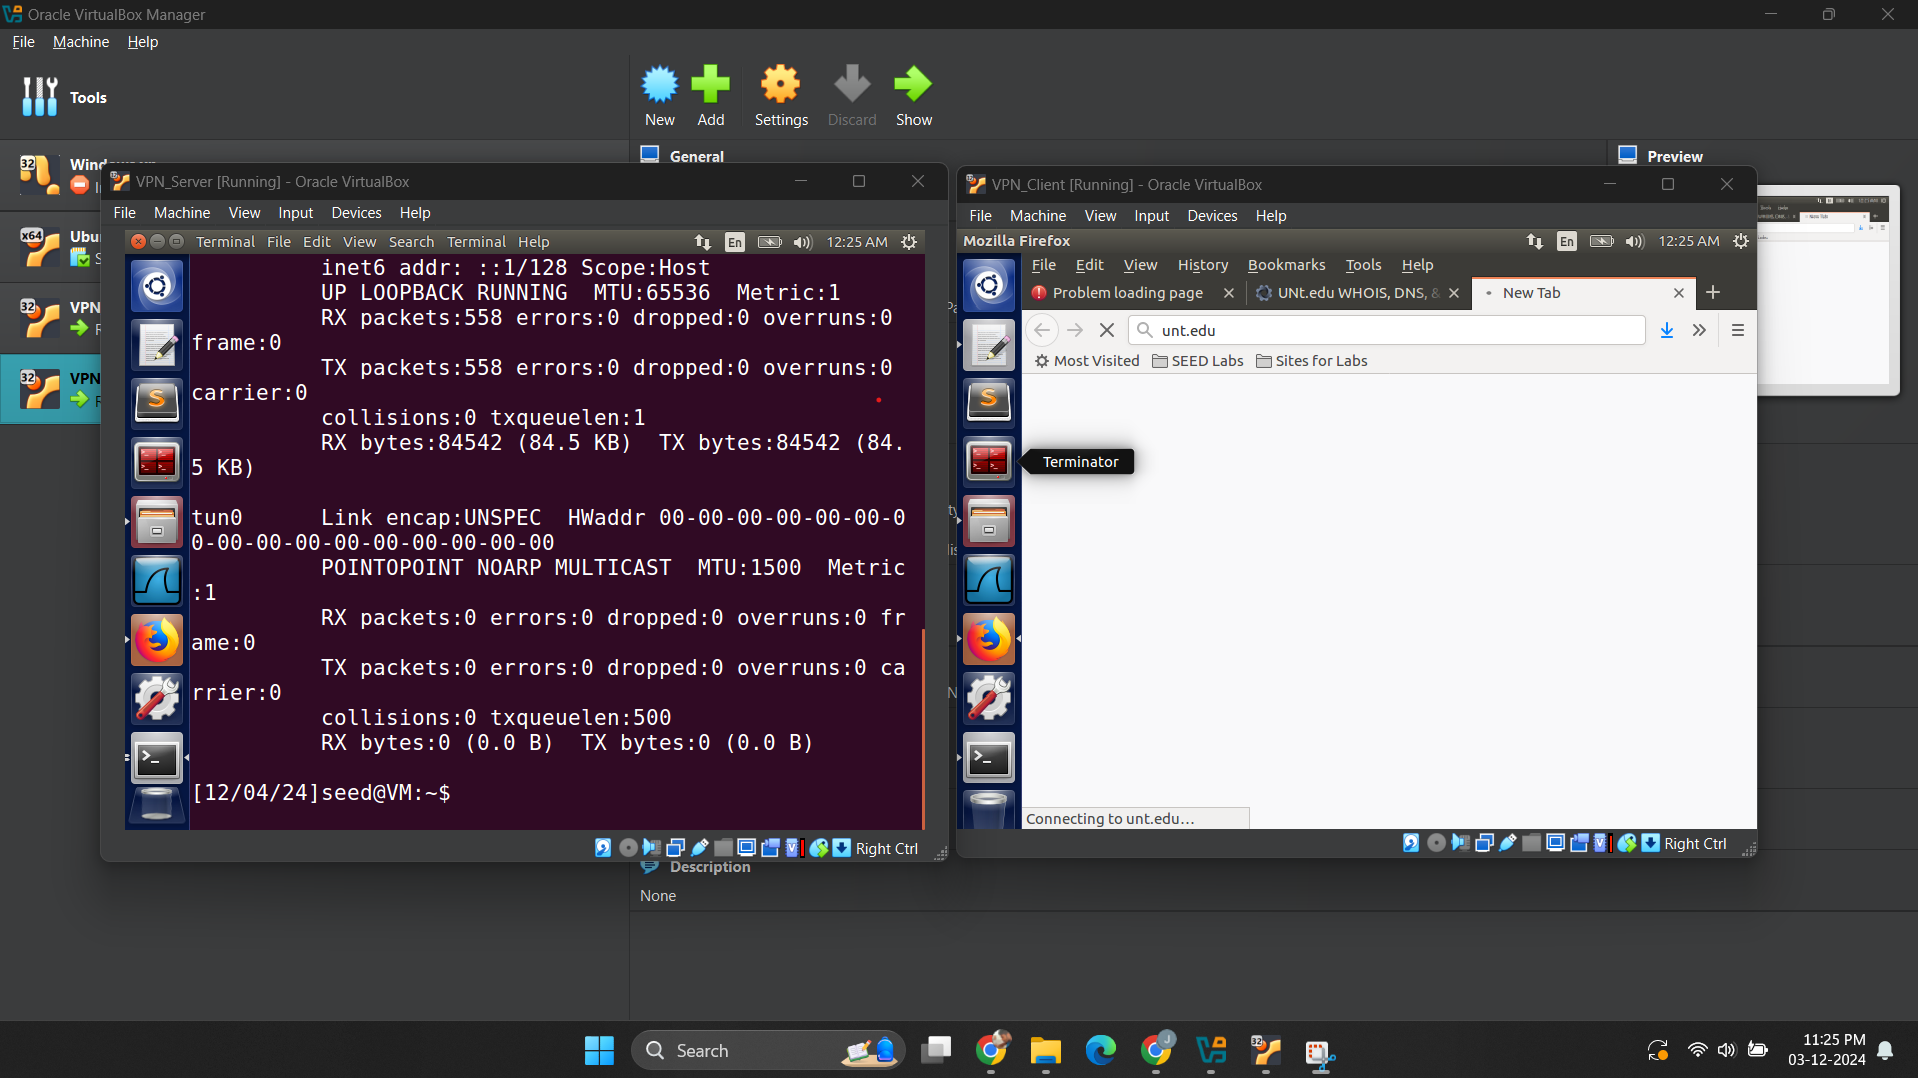 Oracle VirtualBox Manager
File Machine Help
Tools
New Add Settings Discard Show
General
Preview
32
x64
Ubu
32
VPN
32
VPN
VPN_Server [Running] - Oracle VirtualBox
File Machine View Input Devices Help
Terminal File Edit View Search Terminal Help En 12:25 AM
inet6 addr: ::1/128 Scope:Host
UP LOOPBACK RUNNING MTU:65536 Metric:1
RX packets:558 errors:0 dropped:0 overruns:0
frame:0
TX packets:558 errors:0 dropped:0 overruns:0
carrier:0
collisions:0 txqueuelen:1
RX bytes:84542 (84.5 KB) TX bytes:84542 (84.
5 KB)
tun0 Link encap:UNSPEC HWaddr 00-00-00-00-00-00-0
0-00-00-00-00-00-00-00-00-00
POINTOPOINT NOARP MULTICAST MTU:1500 Metric
:1
RX packets:0 errors:0 dropped:0 overruns:0 fr
ame:0
TX packets:0 errors:0 dropped:0 overruns:0 ca
rrier:0
collisions:0 txqueuelen:500
RX bytes:0 (0.0 B) TX bytes:0 (0.0 B)
[12/04/24]seed@VM:~$
Right Ctrl
VPN_Client [Running] - Oracle VirtualBox
File Machine View Input Devices Help
Mozilla Firefox En 12:25 AM
File Edit View History Bookmarks Tools Help
Problem loading page UNt.edu WHOIS, DNS, & New Tab
unt.edu
Most Visited SEED Labs Sites for Labs
Terminator
Connecting to unt.edu…
Right Ctrl
Description
None
Search
11:25 PM
03-12-2024